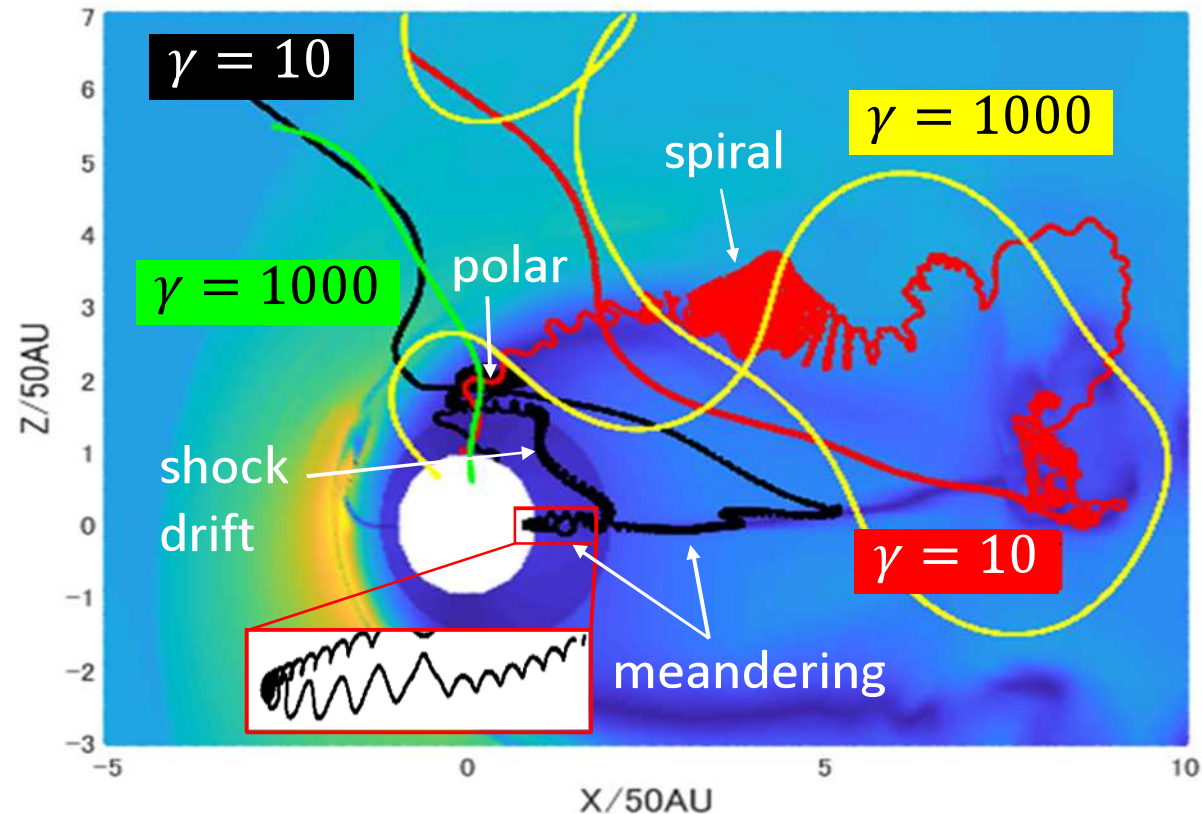 7
6
5
4
3
2
1
0
−1
−2
−3
Z/50AU
γ = 10
γ = 1000
spiral
polar
γ = 1000
shock
drift
γ = 10
meandering
−5
0
5
10
X/50AU